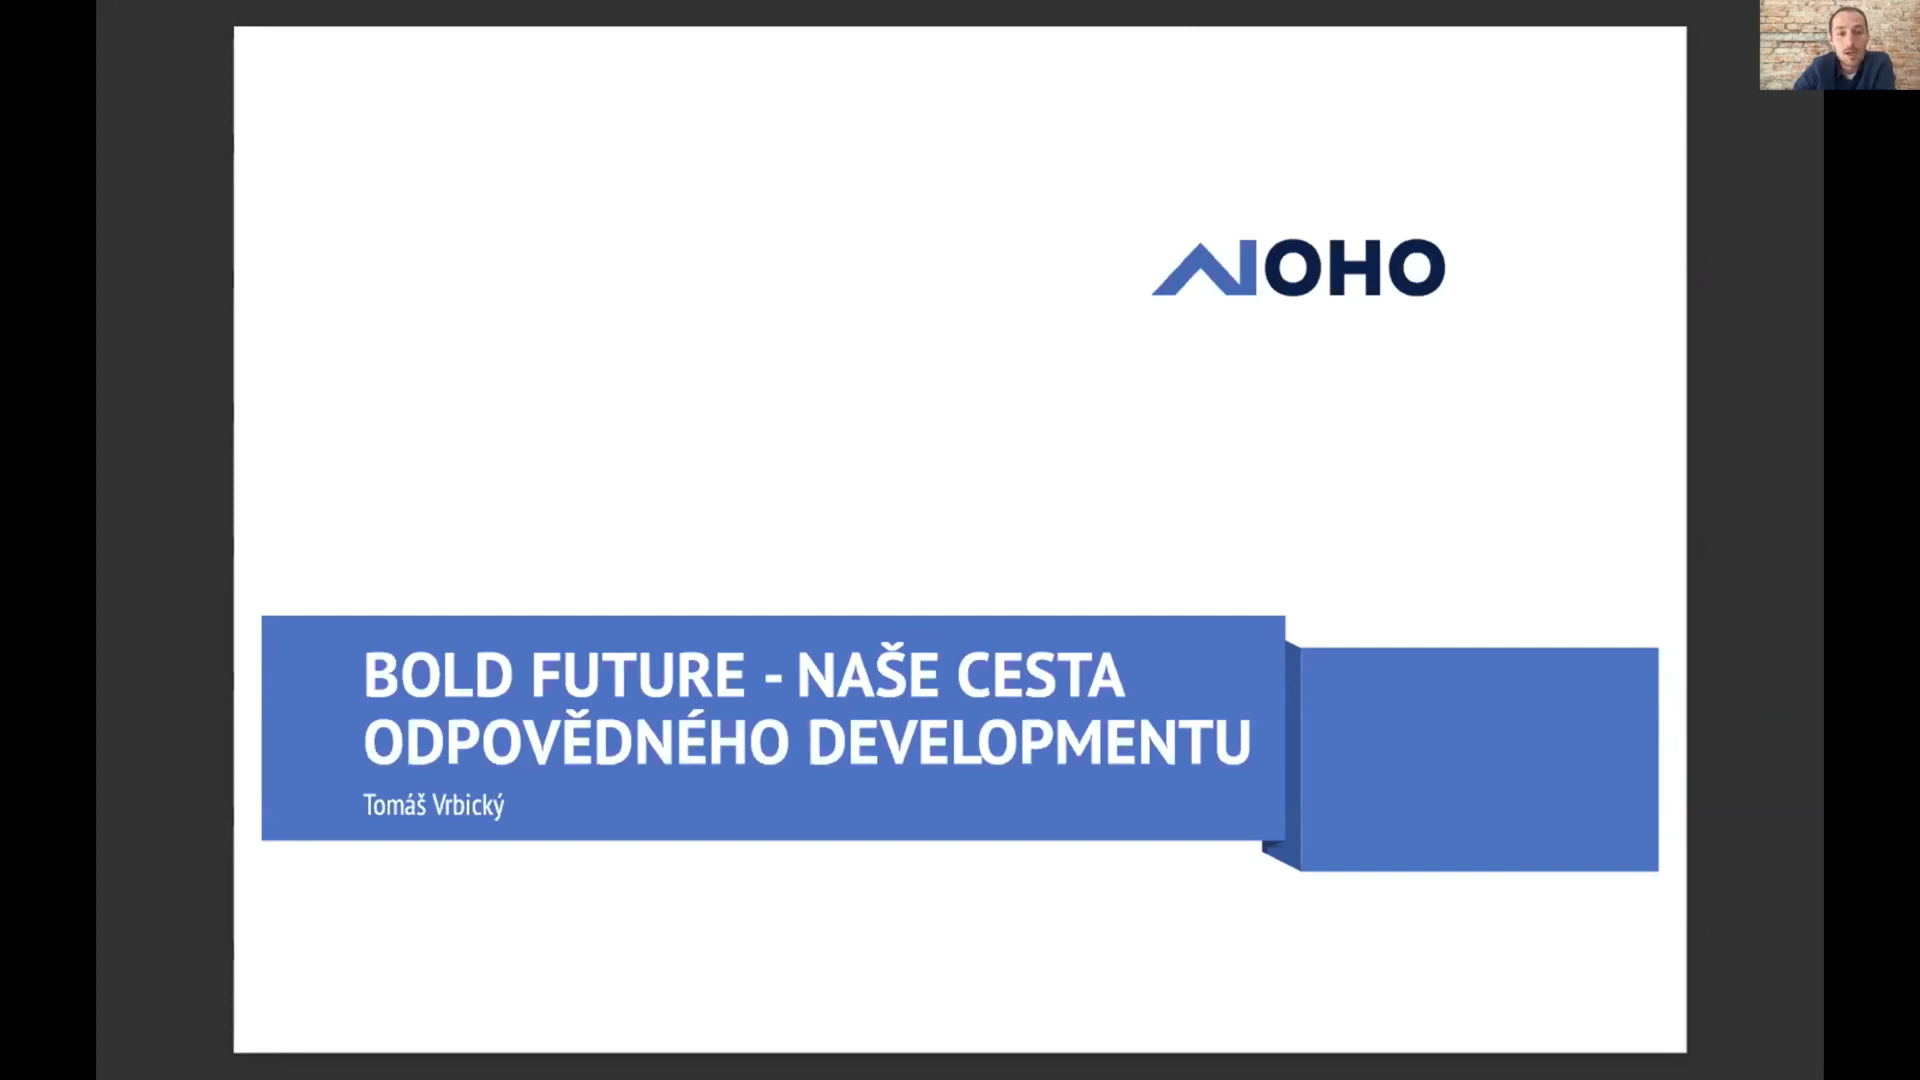 NOHO
BOLD FUTURE - NAŠE CESTA
ODPOVĚDNÉHO DEVELOPMENTU
Tomáš Vrbický